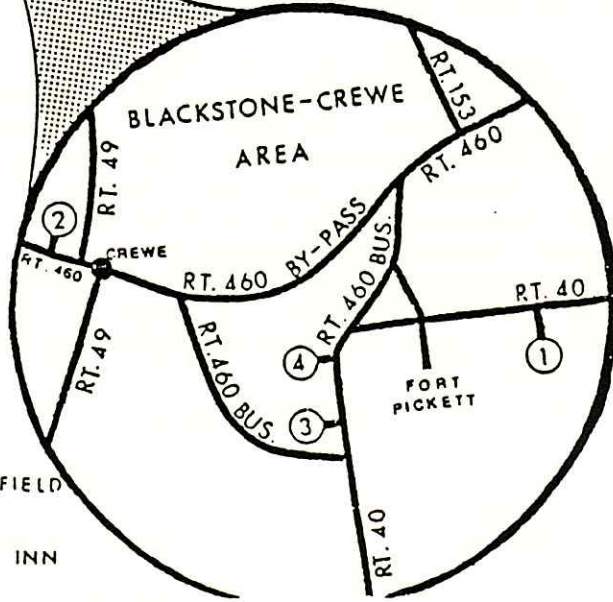 BLACKSTONE-CREWE
AREA
RT. 153
RT. 460
RT. 49
2
CREWE
RT. 460
RT. 460
BY-PASS
RT. 460 BUS.
RT. 40
1
RT. 49
RT. 460 BUS.
4
FORT
PICKETT
3
FIELD
INN
RT. 40